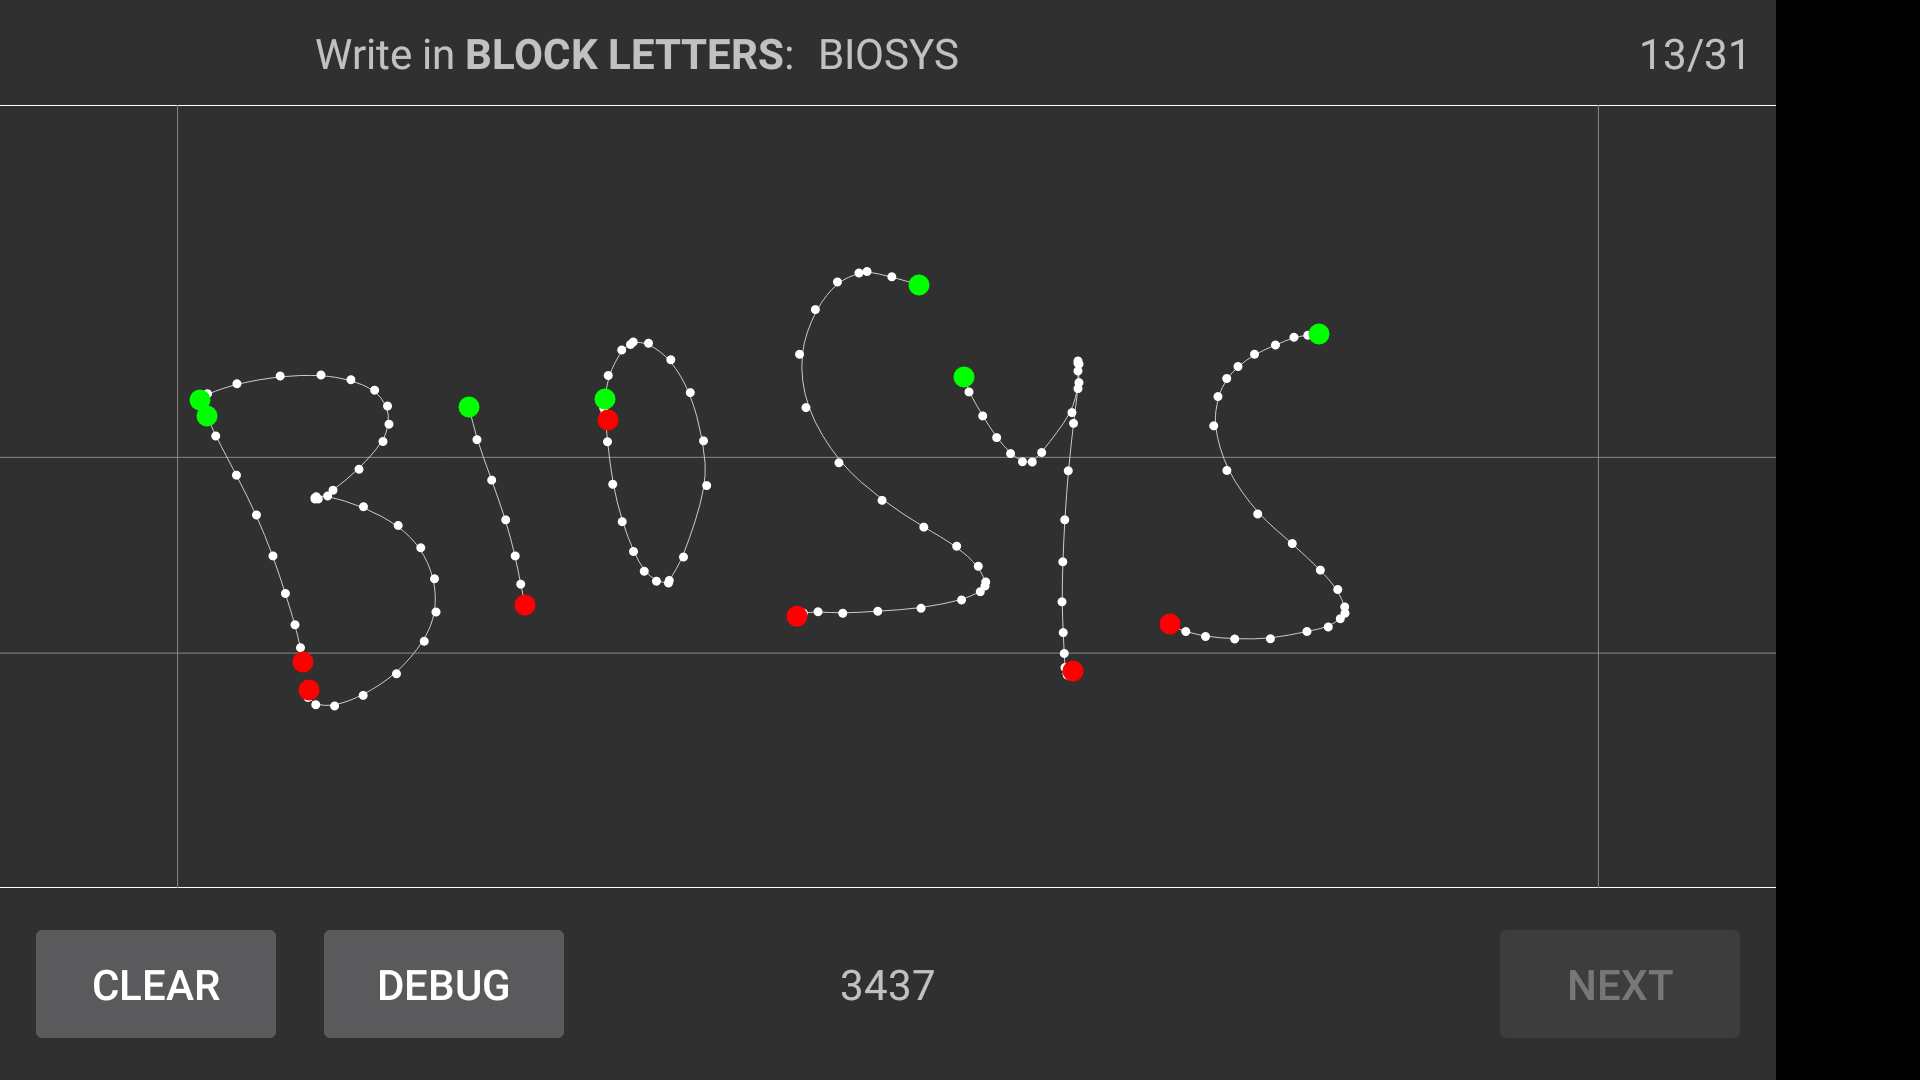 Write in BLOCK LETTERS: BIOSYS 13/31
BIOSYS
CLEAR DEBUG 3437 NEXT